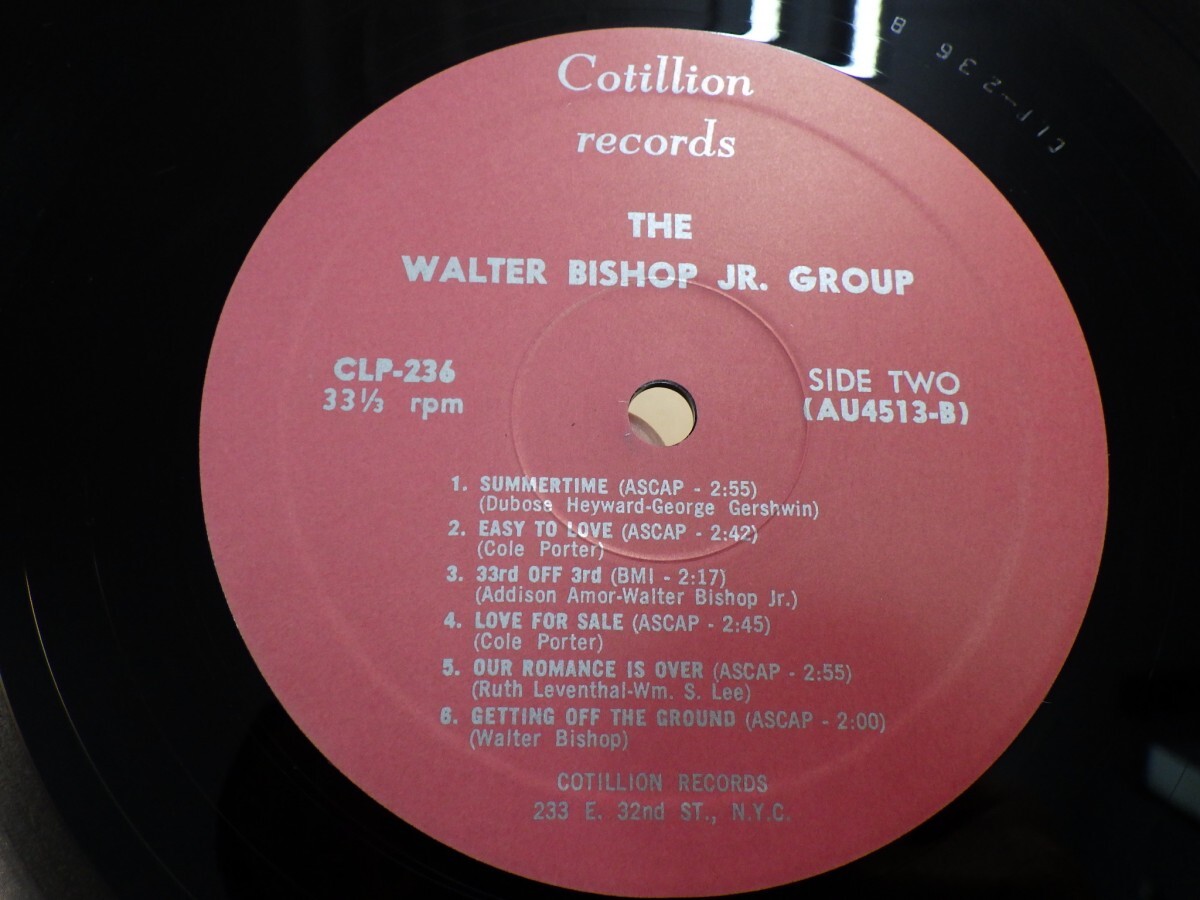 Cotillion
records
THE
WALTER BISHOP JR. GROUP
CLP-236
33⅓ rpm
SIDE TWO
(AU4513-B)
1. SUMMERTIME (ASCAP - 2:55)
(Dubose Heyward-George Gershwin)
2. EASY TO LOVE (ASCAP - 2:42)
(Cole Porter)
3. 33rd OFF 3rd (BMI - 2:17)
(Addison Amor-Walter Bishop Jr.)
4. LOVE FOR SALE (ASCAP - 2:45)
(Cole Porter)
5. OUR ROMANCE IS OVER (ASCAP - 2:55)
(Ruth Leventhal-Wm. S. Lee)
6. GETTING OFF THE GROUND (ASCAP - 2:00)
(Walter Bishop)
COTILLION RECORDS
233 E. 32nd ST., N.Y.C.
CLP-236 B